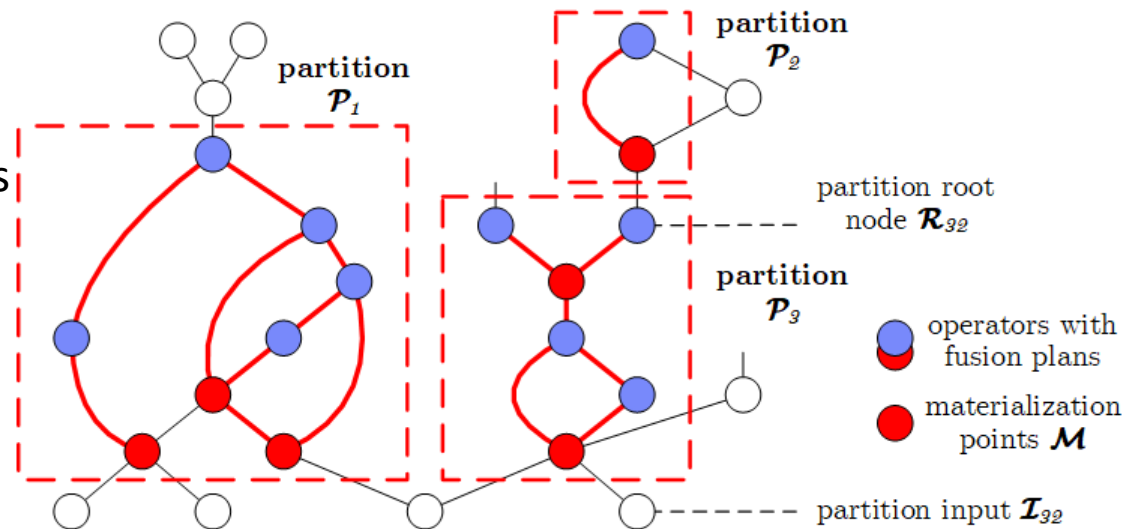 partition
𝒫₁
partition
𝒫₂
s
partition root
node 𝓡₃₂
partition
𝒫₃
operators with
fusion plans
materialization
points 𝓜
partition input 𝓘₃₂